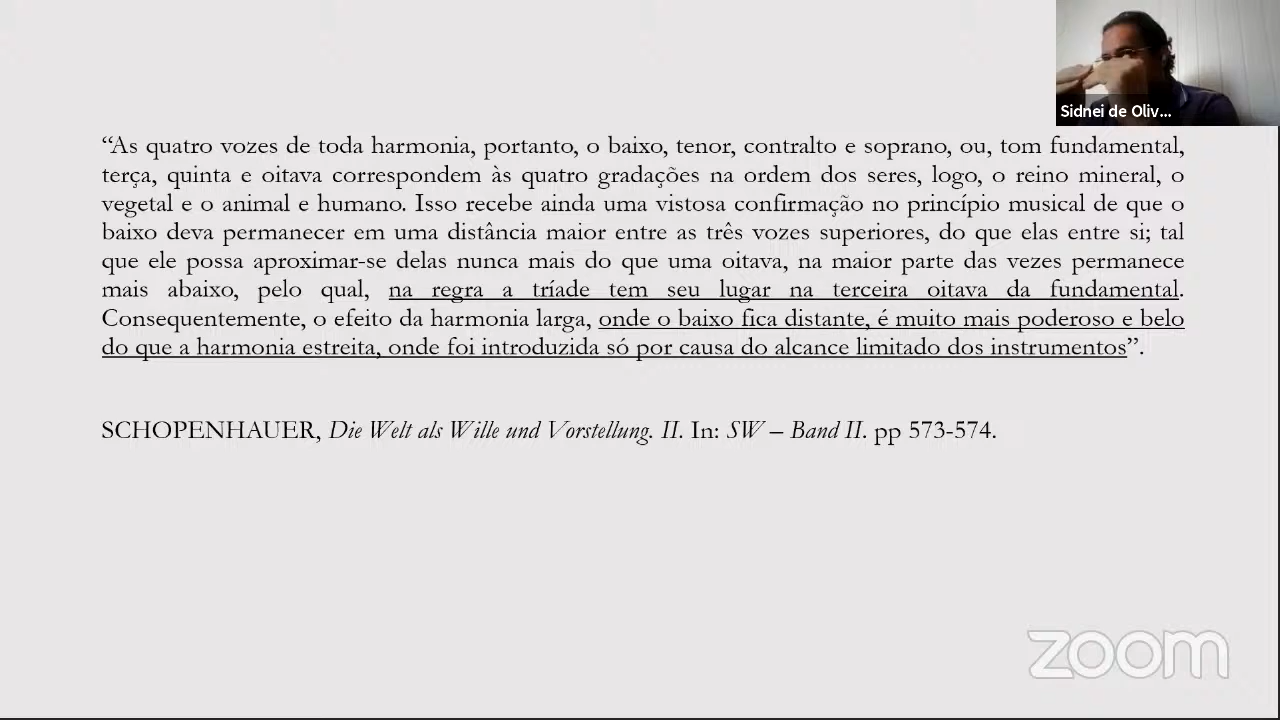 Sidnei de Oliv...
“As quatro vozes de toda harmonia, portanto, o baixo, tenor, contralto e soprano, ou, tom fundamental,
terça, quinta e oitava correspondem às quatro gradações na ordem dos seres, logo, o reino mineral, o
vegetal e o animal e humano. Isso recebe ainda uma vistosa confirmação no princípio musical de que o
baixo deva permanecer em uma distância maior entre as três vozes superiores, do que elas entre si; tal
que ele possa aproximar-se delas nunca mais do que uma oitava, na maior parte das vezes permanece
mais abaixo, pelo qual, na regra a tríade tem seu lugar na terceira oitava da fundamental.
Consequentemente, o efeito da harmonia larga, onde o baixo fica distante, é muito mais poderoso e belo
do que a harmonia estreita, onde foi introduzida só por causa do alcance limitado dos instrumentos”.
SCHOPENHAUER, Die Welt als Wille und Vorstellung. II. In: SW – Band II. pp 573-574.
zoom